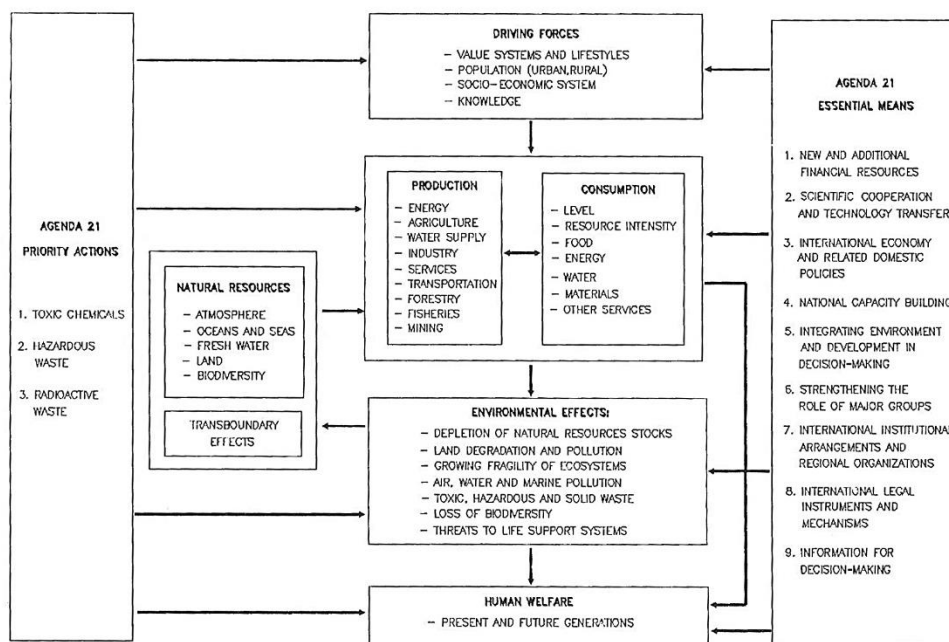 DRIVING FORCES
– VALUE SYSTEMS AND LIFESTYLES
– POPULATION (URBAN,RURAL)
– SOCIO-ECONOMIC SYSTEM
– KNOWLEDGE
AGENDA 21
PRIORITY ACTIONS
1. TOXIC CHEMICALS
2. HAZARDOUS
WASTE
3. RADIOACTIVE
WASTE
NATURAL RESOURCES
– ATMOSPHERE
– OCEANS AND SEAS
– FRESH WATER
– LAND
– BIODIVERSITY
TRANSBOUNDARY
EFFECTS
PRODUCTION
– ENERGY
– AGRICULTURE
– WATER SUPPLY
– INDUSTRY
– SERVICES
– TRANSPORTATION
– FORESTRY
– FISHERIES
– MINING
CONSUMPTION
– LEVEL
– RESOURCE INTENSITY
– FOOD
– ENERGY
– WATER
– MATERIALS
– OTHER SERVICES
ENVIRONMENTAL EFFECTS:
– DEPLETION OF NATURAL RESOURCES STOCKS
– LAND DEGRADATION AND POLLUTION
– GROWING FRAGILITY OF ECOSYSTEMS
– AIR, WATER AND MARINE POLLUTION
– TOXIC, HAZARDOUS AND SOLID WASTE
– LOSS OF BIODIVERSITY
– THREATS TO LIFE SUPPORT SYSTEMS
HUMAN WELFARE
– PRESENT AND FUTURE GENERATIONS
AGENDA 21
ESSENTIAL MEANS
1. NEW AND ADDITIONAL
FINANCIAL RESOURCES
2. SCIENTIFIC COOPERATION
AND TECHNOLOGY TRANSFER
3. INTERNATIONAL ECONOMY
AND RELATED DOMESTIC
POLICIES
4. NATIONAL CAPACITY BUILDING
5. INTEGRATING ENVIRONMENT
AND DEVELOPMENT IN
DECISION-MAKING
6. STRENGTHENING THE
ROLE OF MAJOR GROUPS
7. INTERNATIONAL INSTITUTIONAL
ARRANGEMENTS AND
REGIONAL ORGANIZATIONS
8. INTERNATIONAL LEGAL
INSTRUMENTS AND
MECHANISMS
9. INFORMATION FOR
DECISION-MAKING